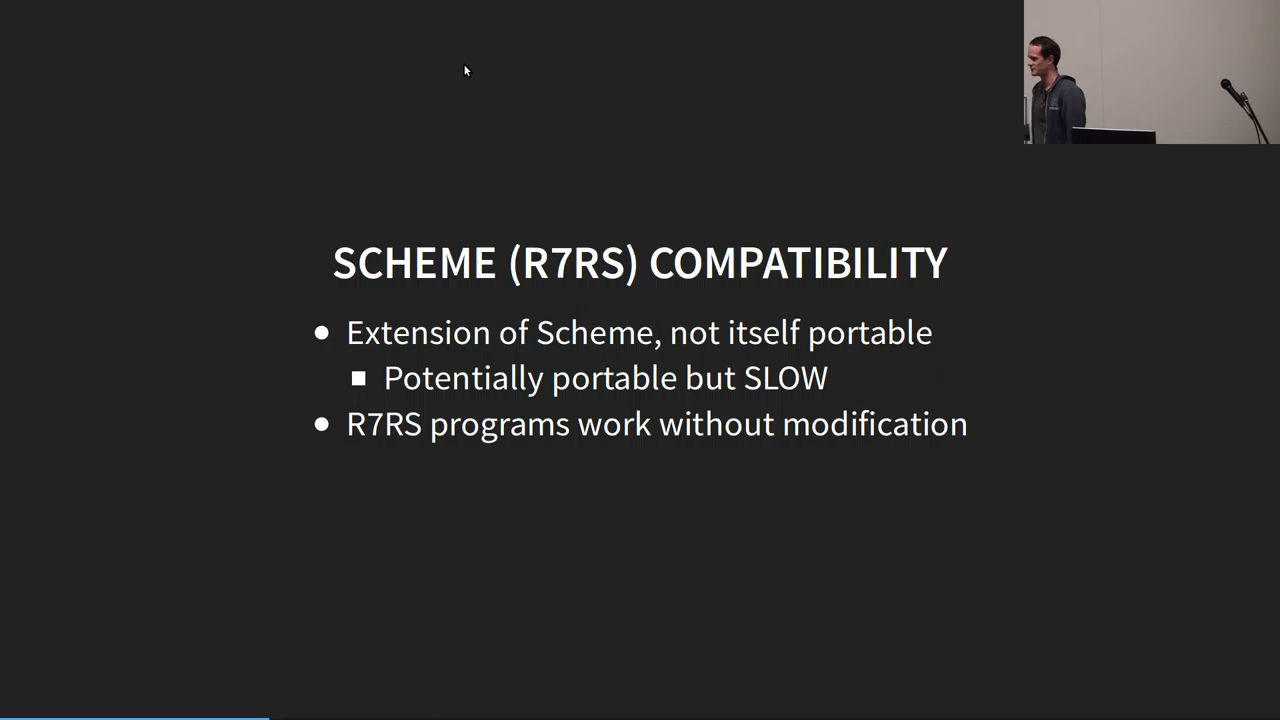 SCHEME (R7RS) COMPATIBILITY
Extension of Scheme, not itself portable
Potentially portable but SLOW
R7RS programs work without modification